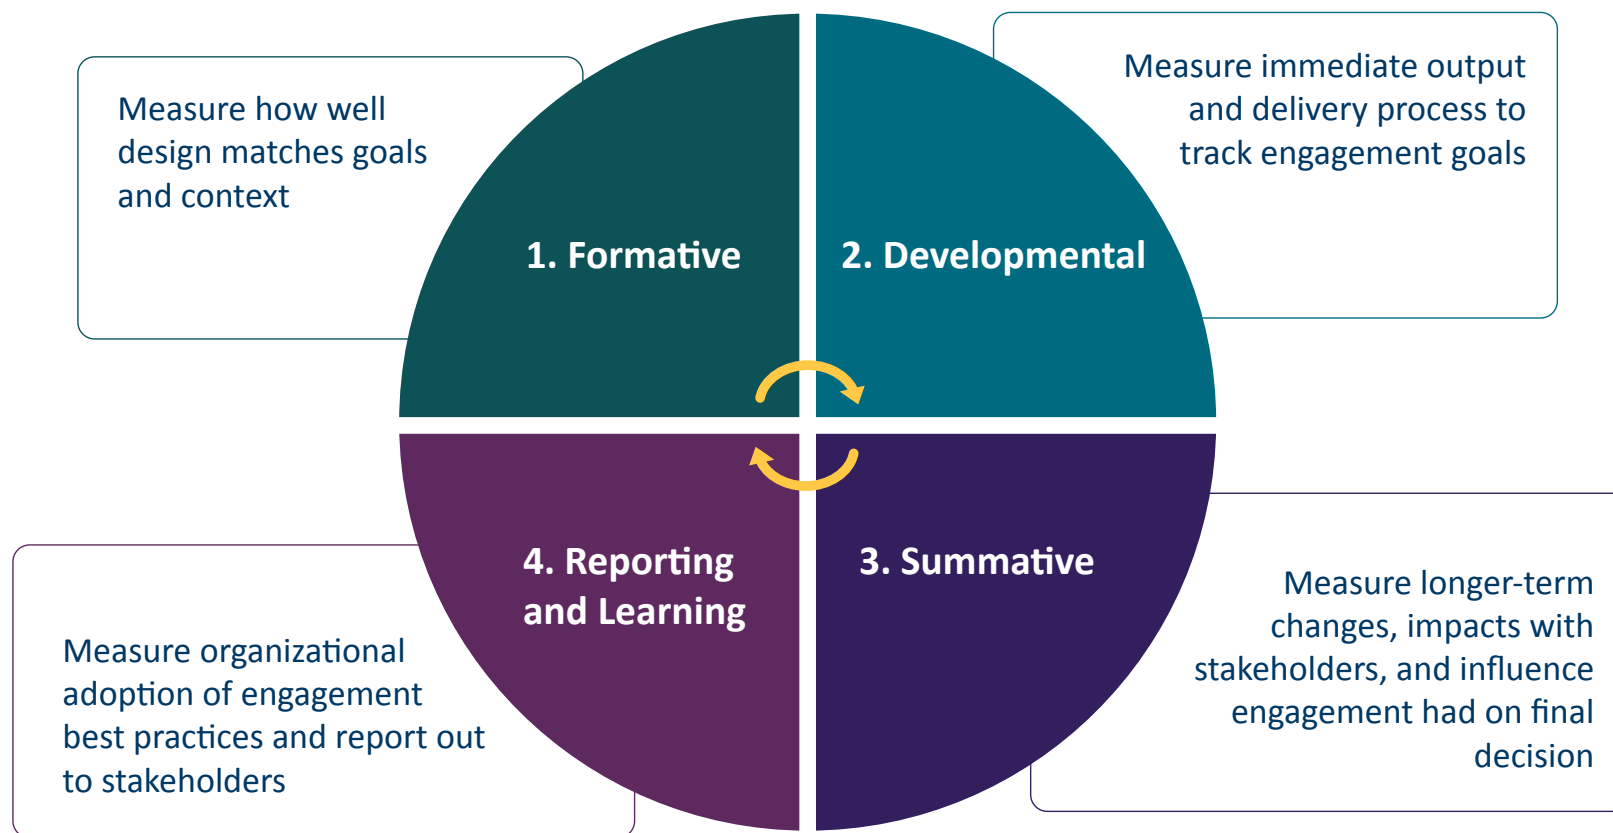 Measure how well
design matches goals
and context
1. Formative
2. Developmental
Measure immediate output
and delivery process to
track engagement goals
4. Reporting
and Learning
Measure organizational
adoption of engagement
best practices and report out
to stakeholders
3. Summative
Measure longer-term
changes, impacts with
stakeholders, and influence
engagement had on final
decision